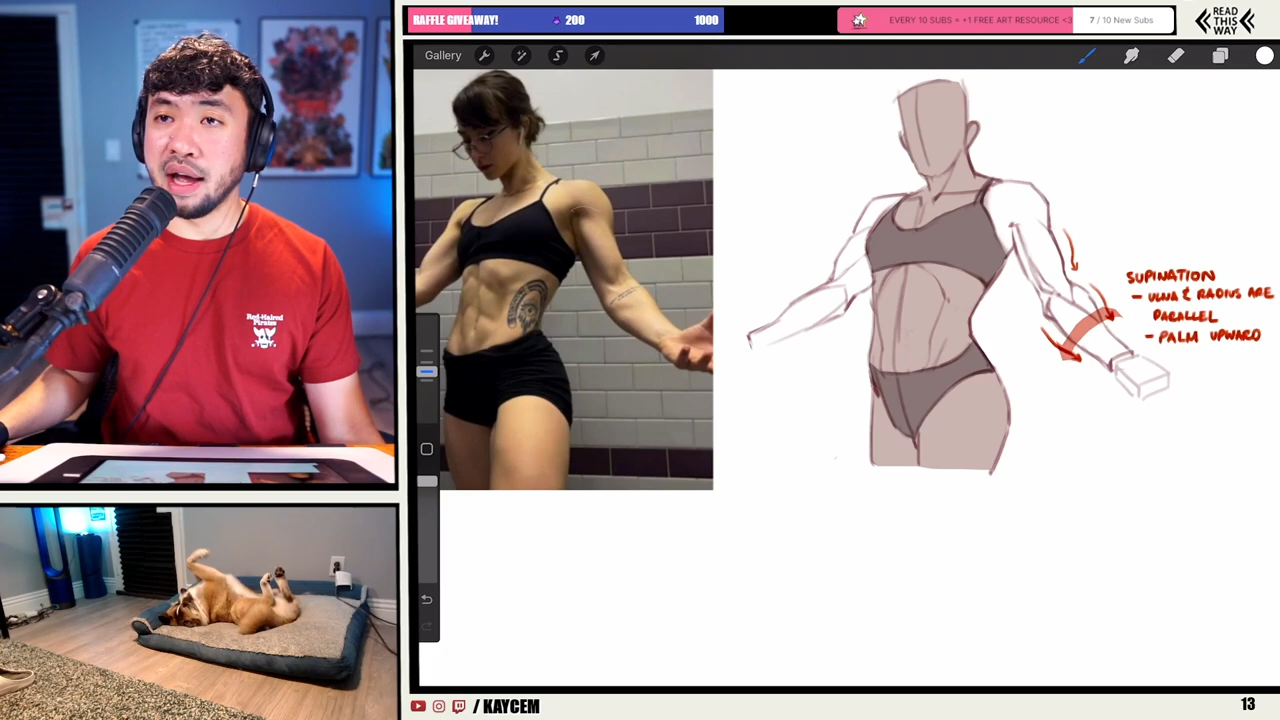 RAFFLE GIVEAWAY!
200
1000
EVERY 10 SUBS = +1 FREE ART RESOURCE <3
7 / 10 New Subs
READ
THIS
WAY
Gallery
Red-Haired
Pirates
SUPINATION
- ULNA & RADIUS ARE
PARALLEL
- PALM UPWARD
/ KAYCEM
13